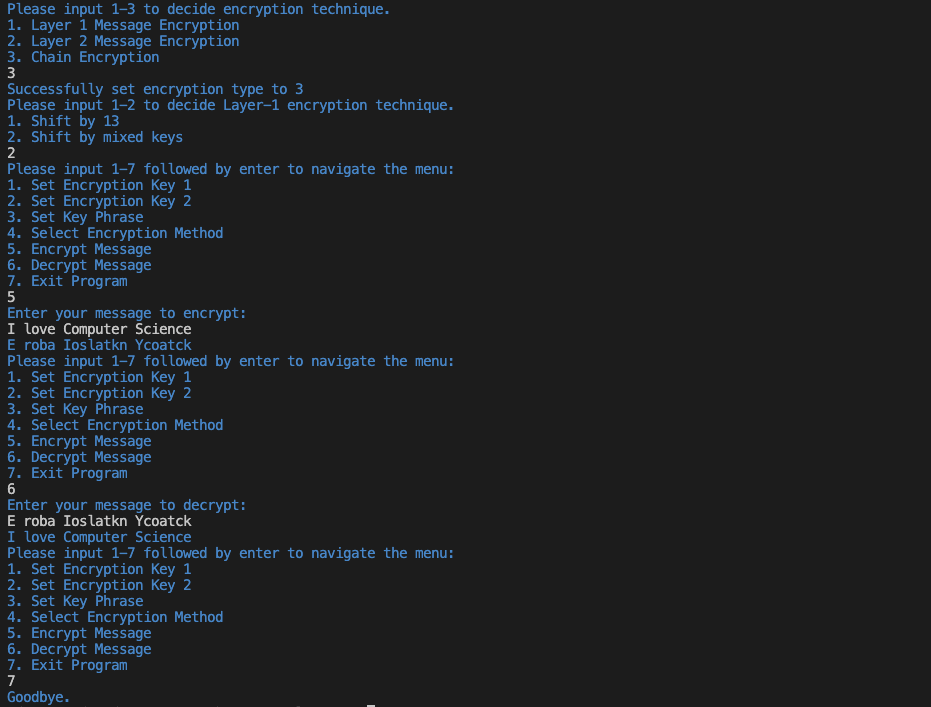 Please input 1-3 to decide encryption technique.
1. Layer 1 Message Encryption
2. Layer 2 Message Encryption
3. Chain Encryption
3
Successfully set encryption type to 3
Please input 1-2 to decide Layer-1 encryption technique.
1. Shift by 13
2. Shift by mixed keys
2
Please input 1-7 followed by enter to navigate the menu:
1. Set Encryption Key 1
2. Set Encryption Key 2
3. Set Key Phrase
4. Select Encryption Method
5. Encrypt Message
6. Decrypt Message
7. Exit Program
5
Enter your message to encrypt:
I love Computer Science
E roba Ioslatkn Ycoatck
Please input 1-7 followed by enter to navigate the menu:
1. Set Encryption Key 1
2. Set Encryption Key 2
3. Set Key Phrase
4. Select Encryption Method
5. Encrypt Message
6. Decrypt Message
7. Exit Program
6
Enter your message to decrypt:
E roba Ioslatkn Ycoatck
I love Computer Science
Please input 1-7 followed by enter to navigate the menu:
1. Set Encryption Key 1
2. Set Encryption Key 2
3. Set Key Phrase
4. Select Encryption Method
5. Encrypt Message
6. Decrypt Message
7. Exit Program
7
Goodbye.